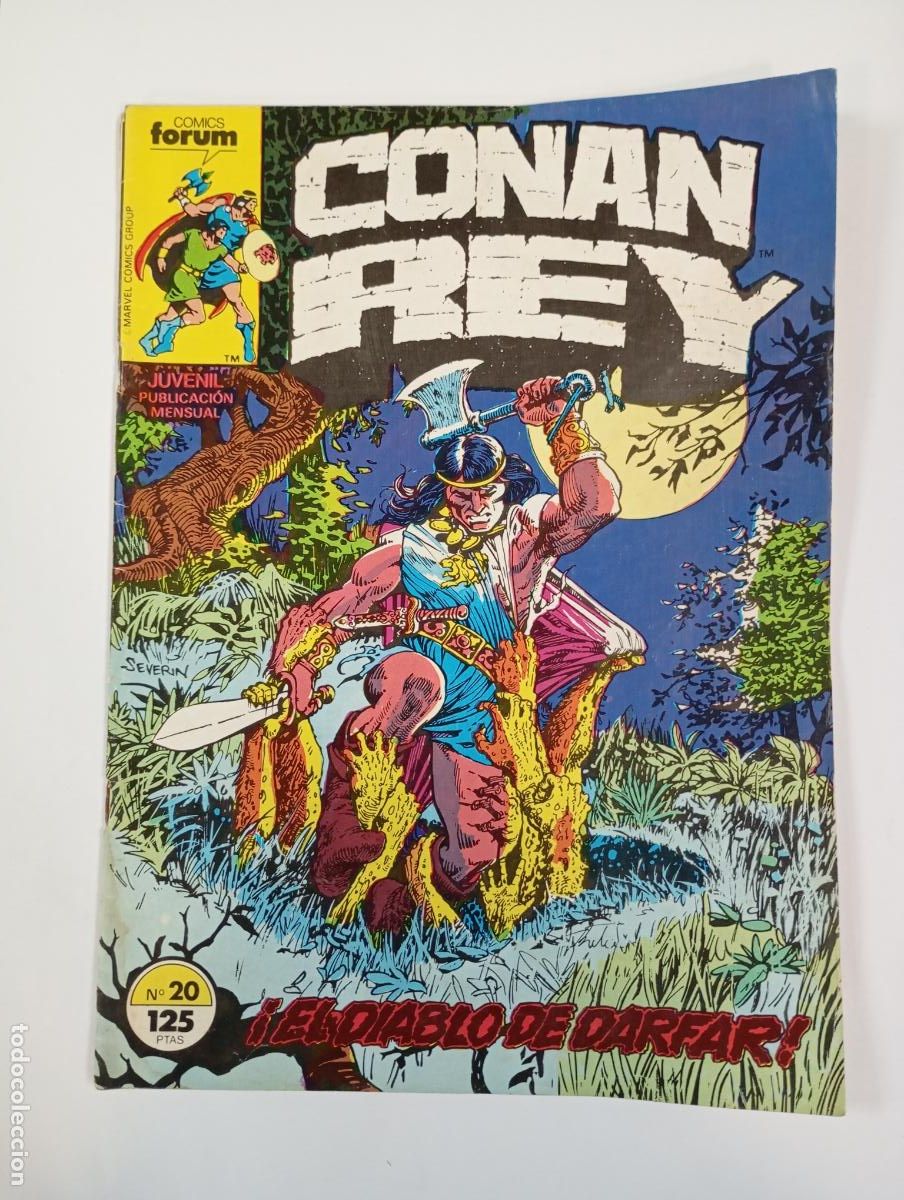 COMICS
forum
© MARVEL COMICS GROUP
TM
JUVENIL
PUBLICACIÓN
MENSUAL
CONAN
REY
TM
SEVERIN
Nº 20
125
PTAS
¡EL DIABLO DE DARFAR!
todocoleccion